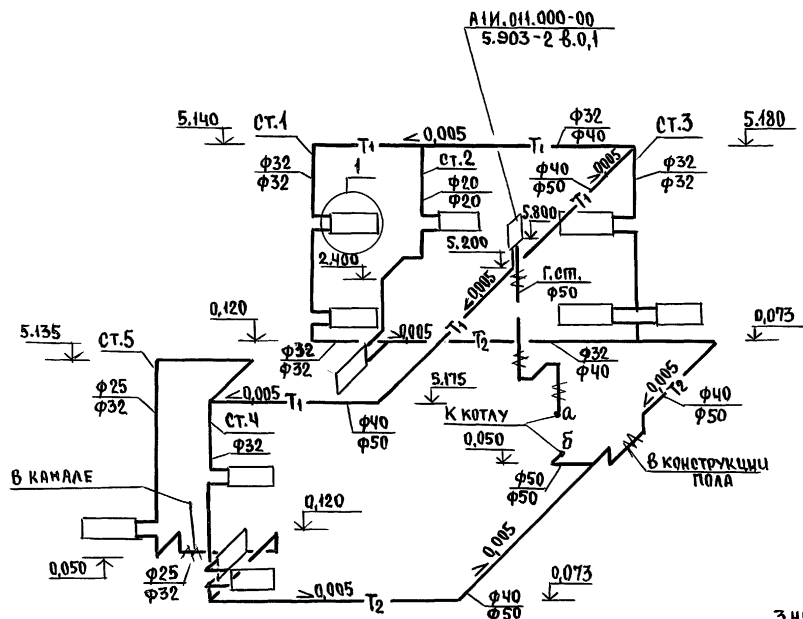 А1И.011.000-00
5.903-2 в.0,1
5.140
СТ.1
≤ 0,005
Ф32
Ф40
СТ.3
5.180
Т1
Т1
Ф32
Ф32
1
СТ.2
Ф20
Ф20
Ф40
Ф50
≥0,005
Т1
Ф32
Ф32
5.800
5.200
2.400
Г.СТ.
Ф50
≤0,005
0,120
5.135
СТ.5
Т1
0,005
Т2
0,073
Ф32
Ф32
Ф32
Ф40
Ф25
Ф32
≤0,005
Т1
5.175
≤0,005
Т2
Ф40
Ф50
СТ.4
Ф32
Ф40
Ф50
К КОТЛУ
а
б
0,050
В КАНАЛЕ
Ф50
Ф50
В КОНСТРУКЦИИ
ПОЛА
0,120
0,050
Ф25
Ф32
≥0,005
≥ 0,005
Т2
Ф40
Ф50
0,073